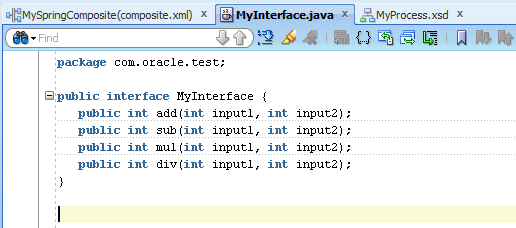 MySpringComposite(composite.xml) MyInterface.java MyProcess.xsd
Find
package com.oracle.test;
public interface MyInterface {
public int add(int input1, int input2);
public int sub(int input1, int input2);
public int mul(int input1, int input2);
public int div(int input1, int input2);
}